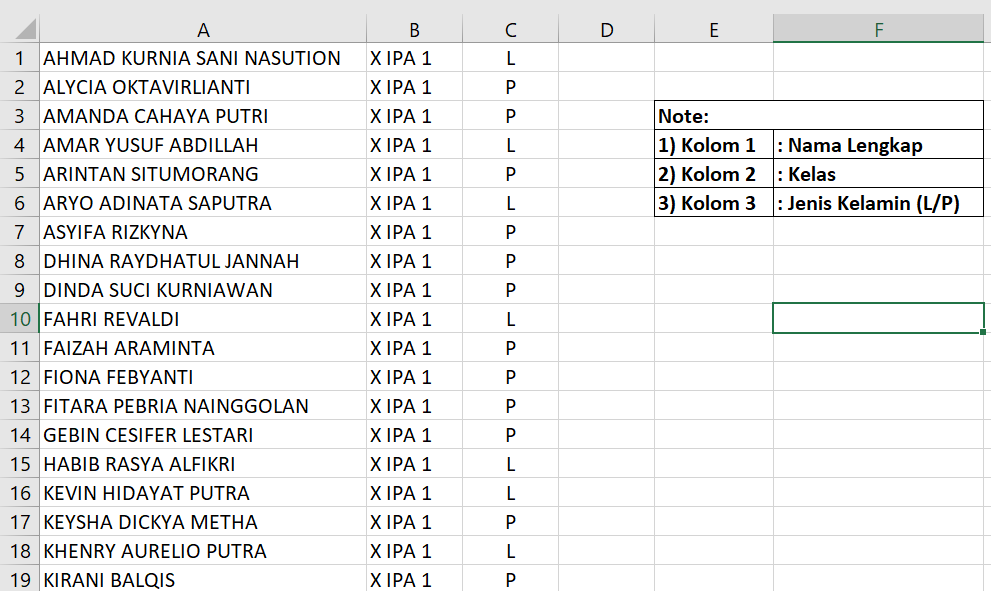 A B C D E F
1 AHMAD KURNIA SANI NASUTION X IPA 1 L
2 ALYCIA OKTAVIRLIANTI X IPA 1 P
3 AMANDA CAHAYA PUTRI X IPA 1 P Note:
4 AMAR YUSUF ABDILLAH X IPA 1 L 1) Kolom 1 : Nama Lengkap
5 ARINTAN SITUMORANG X IPA 1 P 2) Kolom 2 : Kelas
6 ARYO ADINATA SAPUTRA X IPA 1 L 3) Kolom 3 : Jenis Kelamin (L/P)
7 ASYIFA RIZKYNA X IPA 1 P
8 DHINA RAYDHATUL JANNAH X IPA 1 P
9 DINDA SUCI KURNIAWAN X IPA 1 P
10 FAHRI REVALDI X IPA 1 L
11 FAIZAH ARAMINTA X IPA 1 P
12 FIONA FEBYANTI X IPA 1 P
13 FITARA PEBRIA NAINGGOLAN X IPA 1 P
14 GEBIN CESIFER LESTARI X IPA 1 P
15 HABIB RASYA ALFIKRI X IPA 1 L
16 KEVIN HIDAYAT PUTRA X IPA 1 L
17 KEYSHA DICKYA METHA X IPA 1 P
18 KHENRY AURELIO PUTRA X IPA 1 L
19 KIRANI BALQIS X IPA 1 P